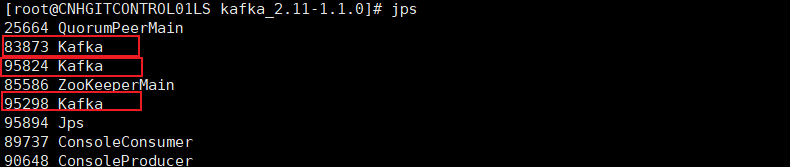 [root@CNHGITCONTROL01LS kafka_2.11-1.1.0]# jps
25664 QuorumPeerMain
83873 Kafka
95824 Kafka
85586 ZooKeeperMain
95298 Kafka
95894 Jps
89737 ConsoleConsumer
90648 ConsoleProducer